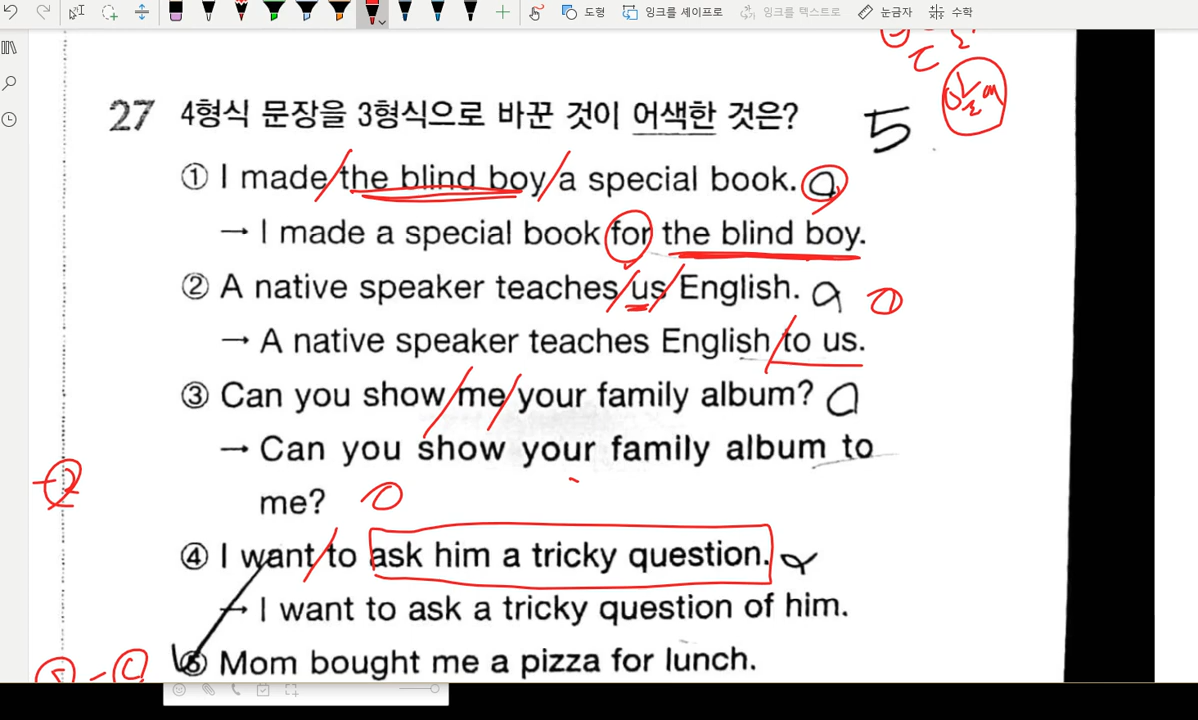 도형 잉크를 셰이프로 잉크를 텍스트로 눈금자 수학
27 4형식 문장을 3형식으로 바꾼 것이 어색한 것은? 5
① I made the blind boy a special book.
→ I made a special book for the blind boy.
② A native speaker teaches us English.
→ A native speaker teaches English to us.
③ Can you show me your family album?
→ Can you show your family album to
me?
④ I want to ask him a tricky question.
→ I want to ask a tricky question of him.
⑤ Mom bought me a pizza for lunch.